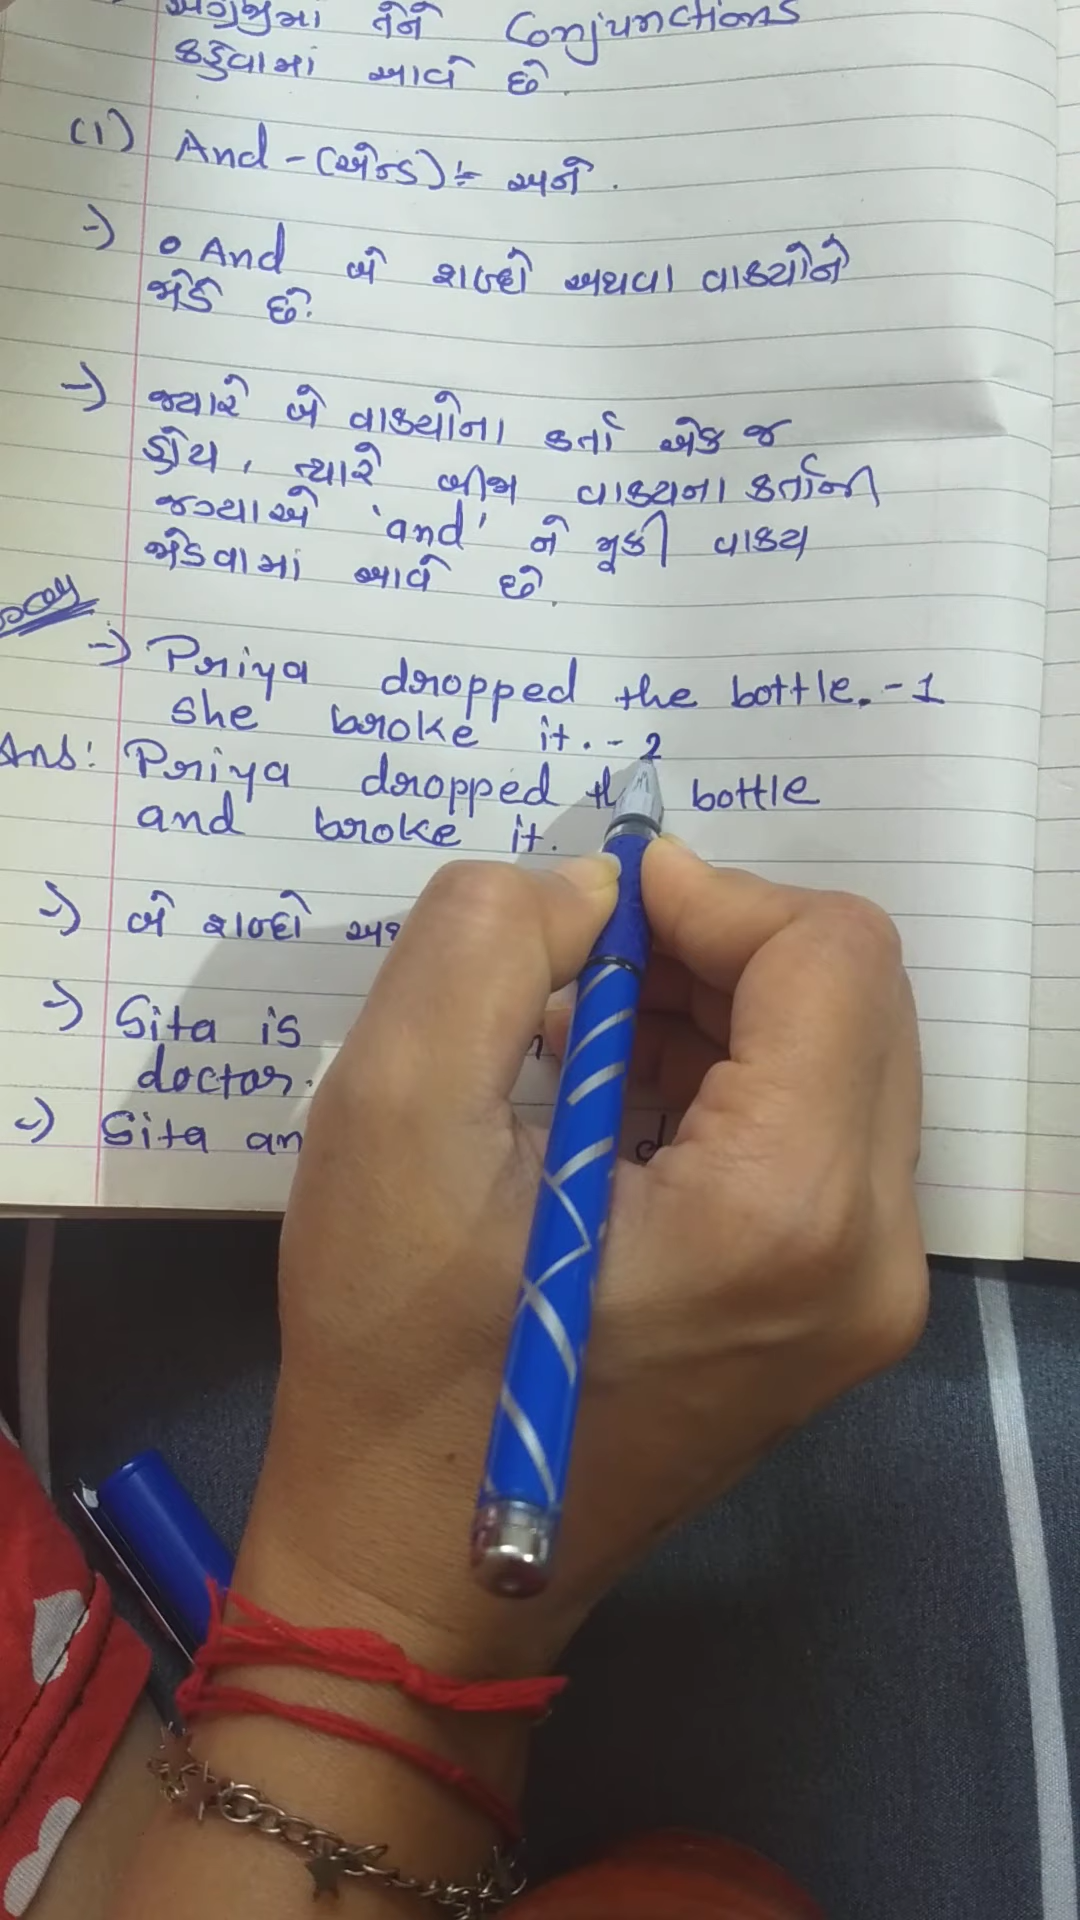 અંગ્રેજીમાં તેને Conjunctions
કહેવામાં આવે છે.
(1) And - (એન્ડ) :- અને.
→ • And બે શબ્દો અથવા વાક્યોને
જોડે છે.
→ જ્યારે બે વાક્યોના કર્તા એક જ
હોય, ત્યારે બીજા વાક્યના કર્તાની
જગ્યાએ 'and' ને મૂકી વાક્ય
જોડવામાં આવે છે.
→ Priya dropped the bottle. - 1
she broke it. - 2
Ans: Priya dropped the bottle
and broke it.
→ બે શબ્દો
→ Sita is
doctor.
→ Sita